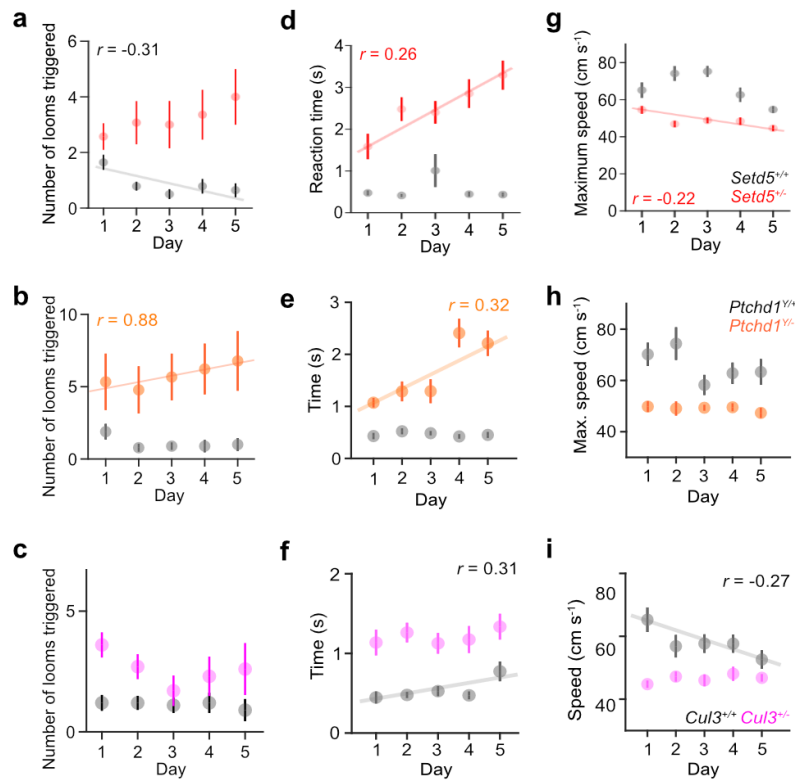 a
Number of looms triggered
r = -0.31
6
4
2
0
1 2 3 4 5
Day
d
Reaction time (s)
r = 0.26
4
3
2
1
0
1 2 3 4 5
Day
g
Maximum speed (cm s⁻¹)
80
60
40
20
0
Setd5⁺/⁺
Setd5⁺/⁻
r = -0.22
1 2 3 4 5
Day
b
Number of looms triggered
r = 0.88
10
5
0
1 2 3 4 5
Day
e
Time (s)
r = 0.32
3
2
1
0
1 2 3 4 5
Day
h
Max. speed (cm s⁻¹)
Ptchd1ʸ/⁺
Ptchd1ʸ/⁻
80
60
40
1 2 3 4 5
Day
c
Number of looms triggered
5
0
1 2 3 4 5
Day
f
Time (s)
r = 0.31
2
1
0
1 2 3 4 5
Day
i
Speed (cm s⁻¹)
r = -0.27
80
60
40
Cul3⁺/⁺ Cul3⁺/⁻
1 2 3 4 5
Day